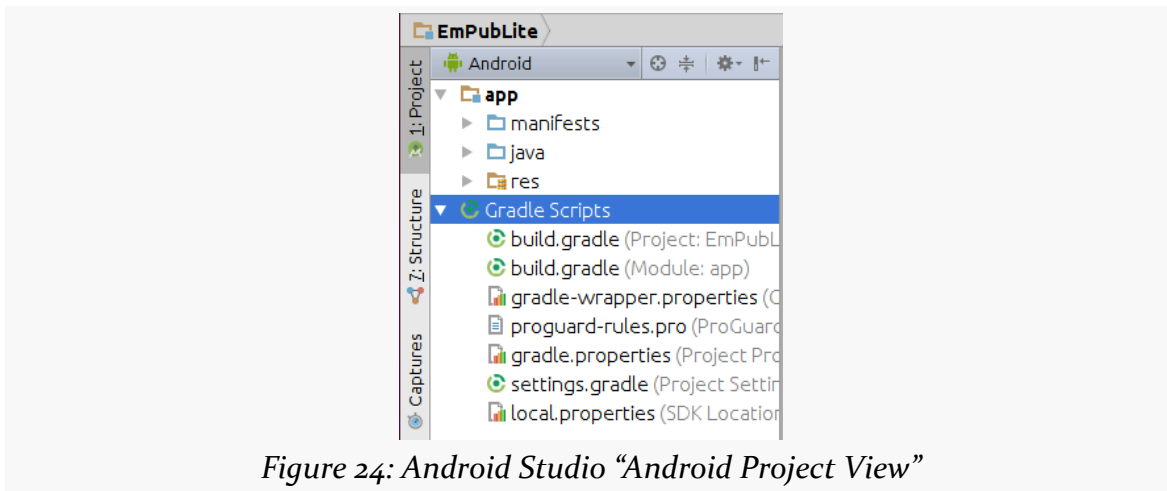 EmPubLite
1: Project
Android
app
manifests
java
res
7: Structure
Gradle Scripts
build.gradle (Project: EmPubL
build.gradle (Module: app)
gradle-wrapper.properties (G
proguard-rules.pro (ProGuard
Captures
gradle.properties (Project Pro
settings.gradle (Project Settin
local.properties (SDK Location
Figure 24: Android Studio “Android Project View”